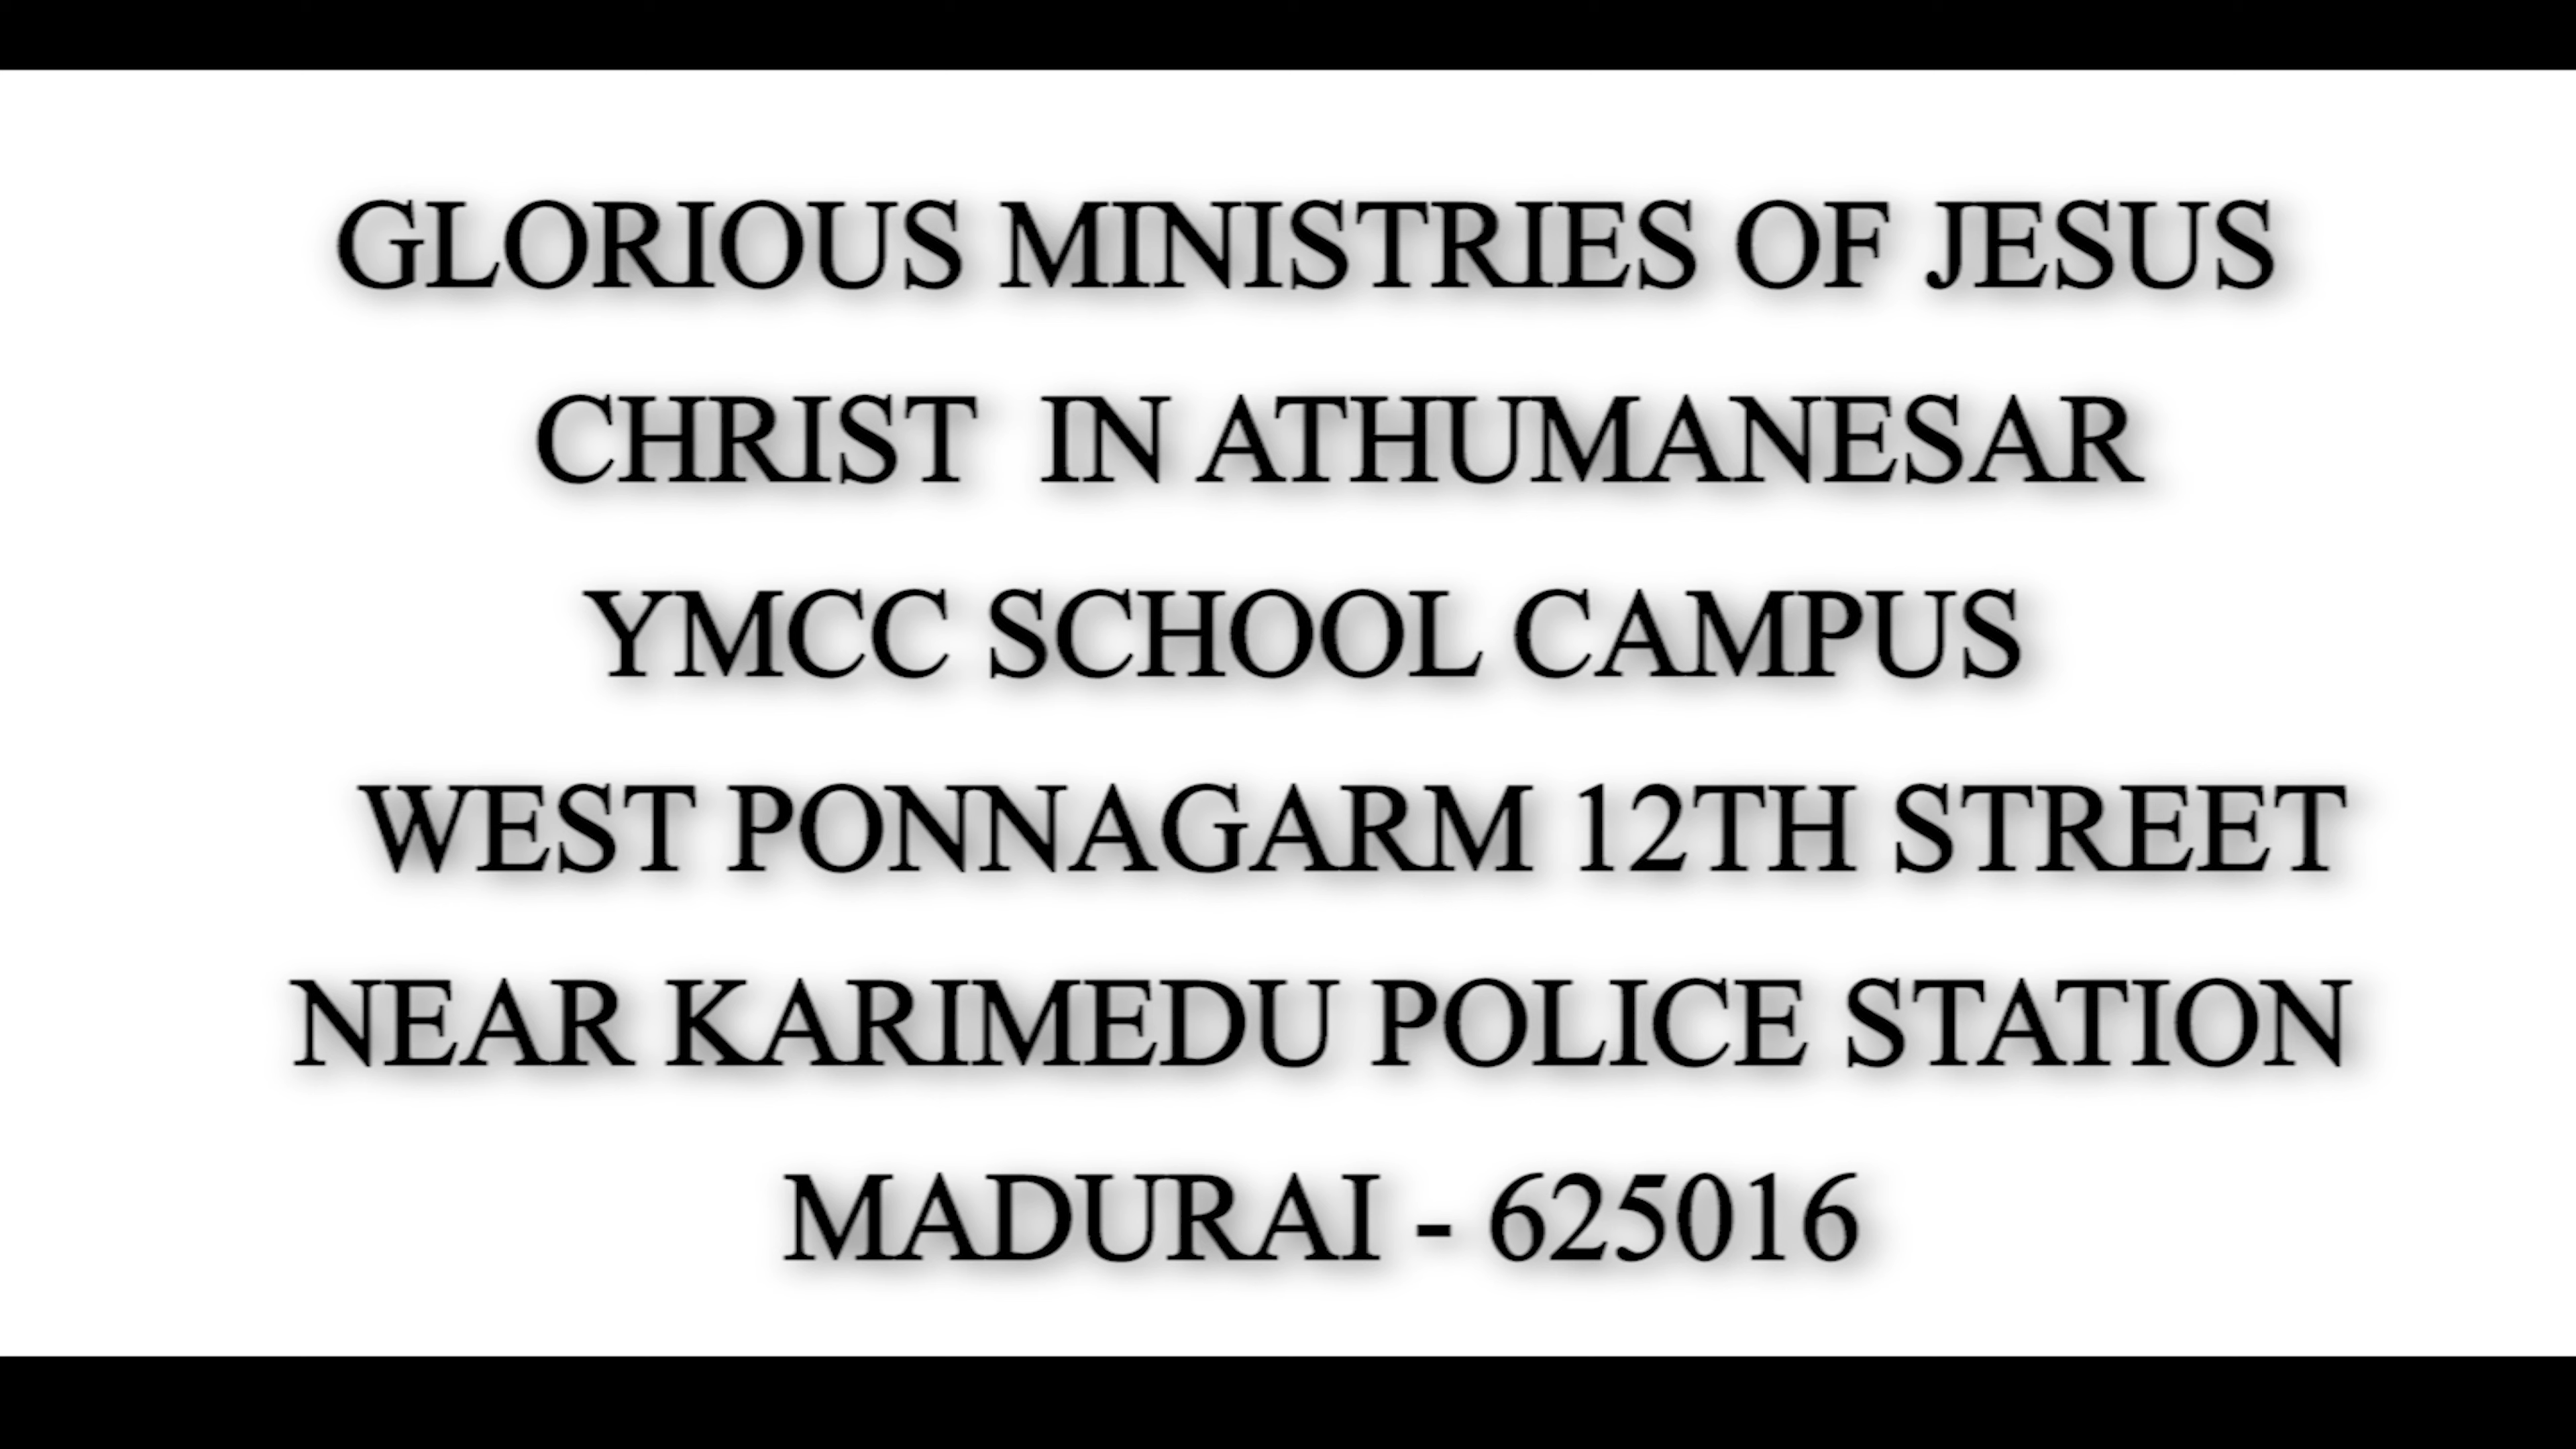 GLORIOUS MINISTRIES OF JESUS
CHRIST IN ATHUMANESAR
YMCC SCHOOL CAMPUS
WEST PONNAGARM 12TH STREET
NEAR KARIMEDU POLICE STATION
MADURAI - 625016